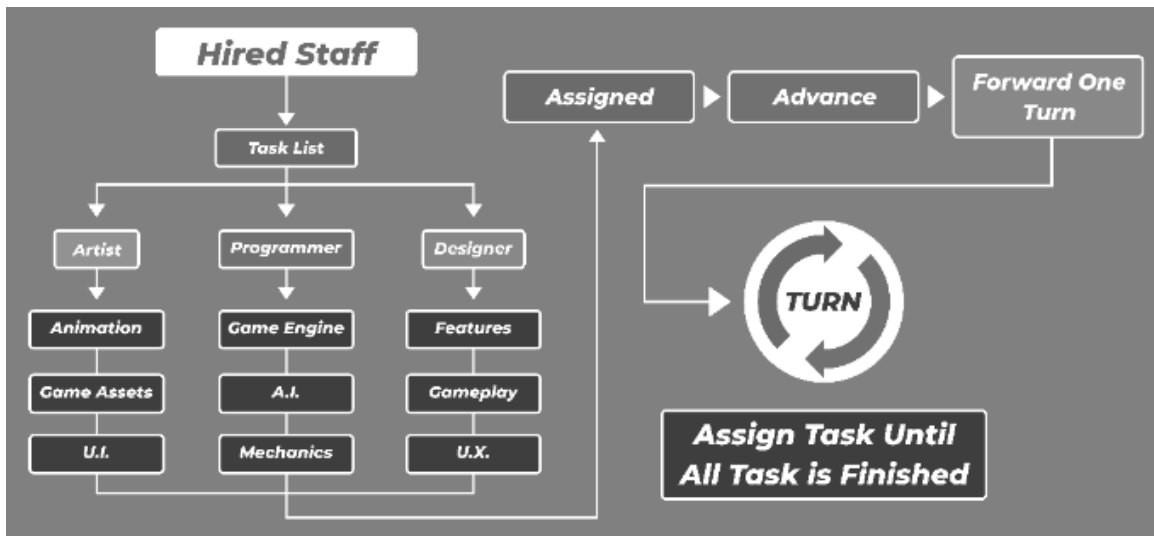 Hired Staff
Task List
Artist
Programmer
Designer
Animation
Game Engine
Features
Game Assets
A.I.
Gameplay
U.I.
Mechanics
U.X.
Assigned
Advance
Forward One
Turn
TURN
Assign Task Until
All Task is Finished